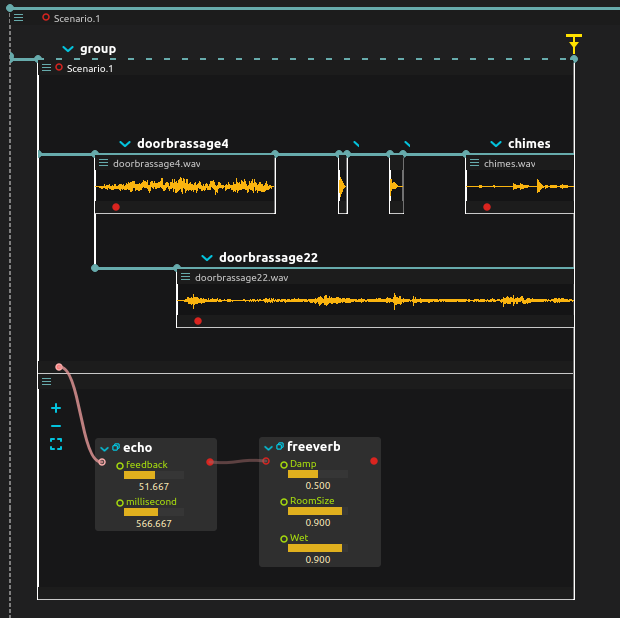 Scenario.1
group
Scenario.1
doorbrassage4
chimes
doorbrassage4.wav
chimes.wav
doorbrassage22
doorbrassage22.wav
echo
feedback
51.667
millisecond
566.667
freeverb
Damp
0.500
RoomSize
0.900
Wet
0.900